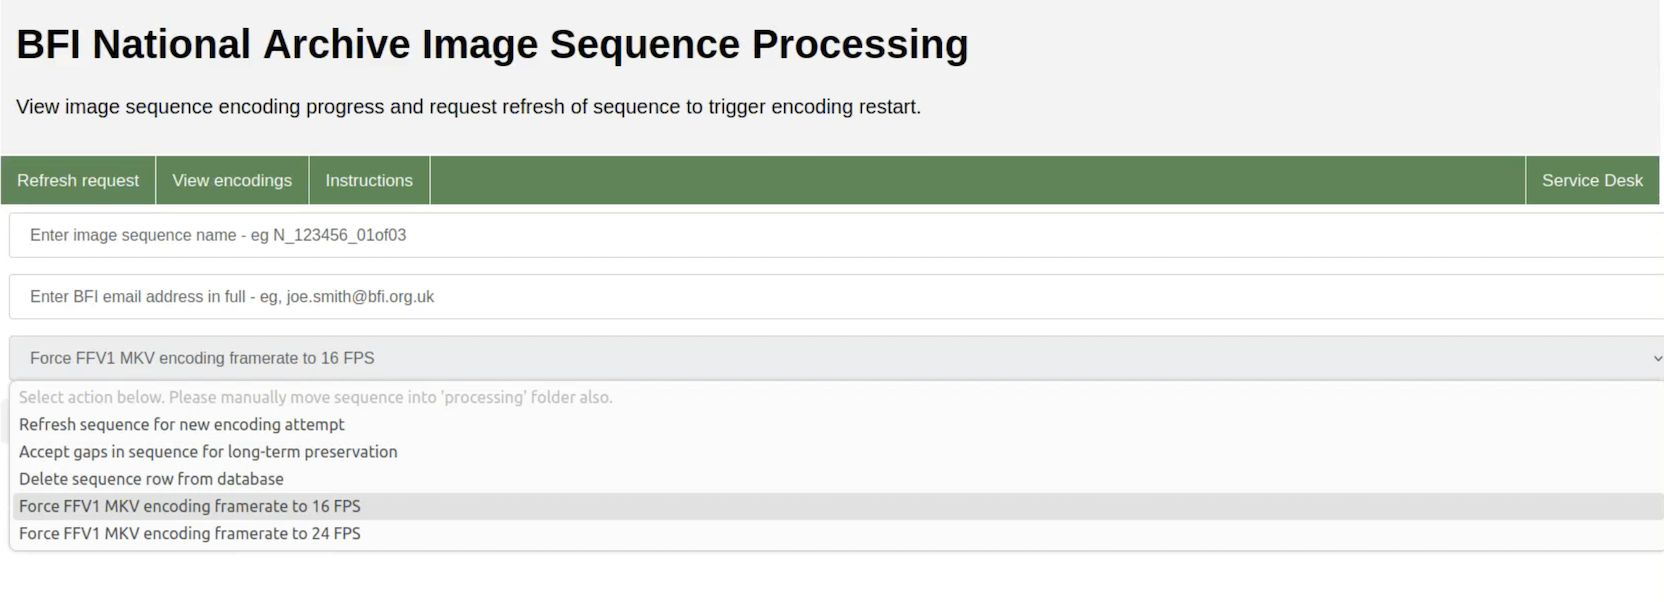 BFI National Archive Image Sequence Processing
View image sequence encoding progress and request refresh of sequence to trigger encoding restart.
Refresh request View encodings Instructions Service Desk
Enter image sequence name - eg N_123456_01of03
Enter BFI email address in full - eg, joe.smith@bfi.org.uk
Force FFV1 MKV encoding framerate to 16 FPS
Select action below. Please manually move sequence into 'processing' folder also.
Refresh sequence for new encoding attempt
Accept gaps in sequence for long-term preservation
Delete sequence row from database
Force FFV1 MKV encoding framerate to 16 FPS
Force FFV1 MKV encoding framerate to 24 FPS